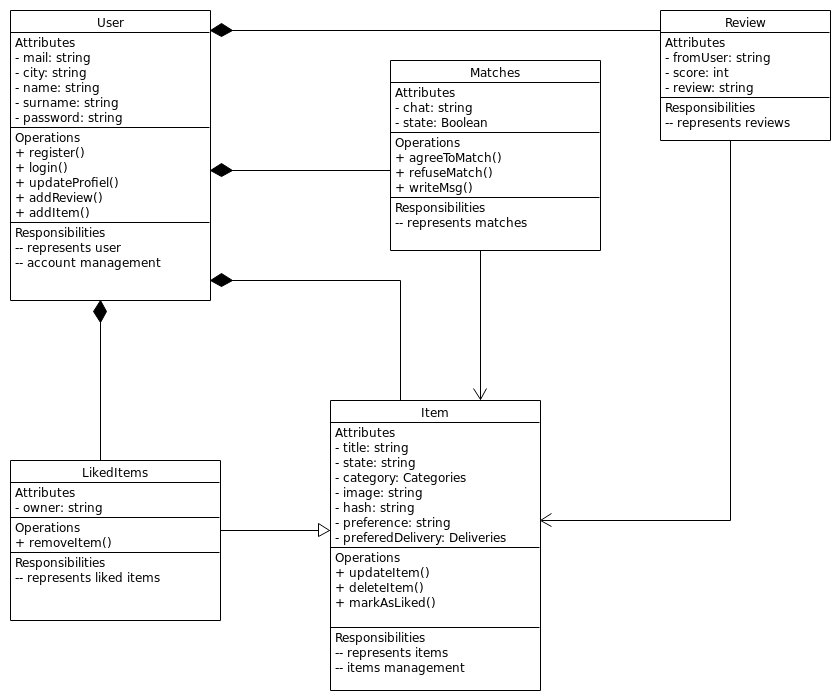 User
Attributes
- mail: string
- city: string
- name: string
- surname: string
- password: string
Operations
+ register()
+ login()
+ updateProfiel()
+ addReview()
+ addItem()
Responsibilities
-- represents user
-- account management
Matches
Attributes
- chat: string
- state: Boolean
Operations
+ agreeToMatch()
+ refuseMatch()
+ writeMsg()
Responsibilities
-- represents matches
Review
Attributes
- fromUser: string
- score: int
- review: string
Responsibilities
-- represents reviews
LikedItems
Attributes
- owner: string
Operations
+ removeItem()
Responsibilities
-- represents liked items
Item
Attributes
- title: string
- state: string
- category: Categories
- image: string
- hash: string
- preference: string
- preferedDelivery: Deliveries
Operations
+ updateItem()
+ deleteItem()
+ markAsLiked()
Responsibilities
-- represents items
-- items management